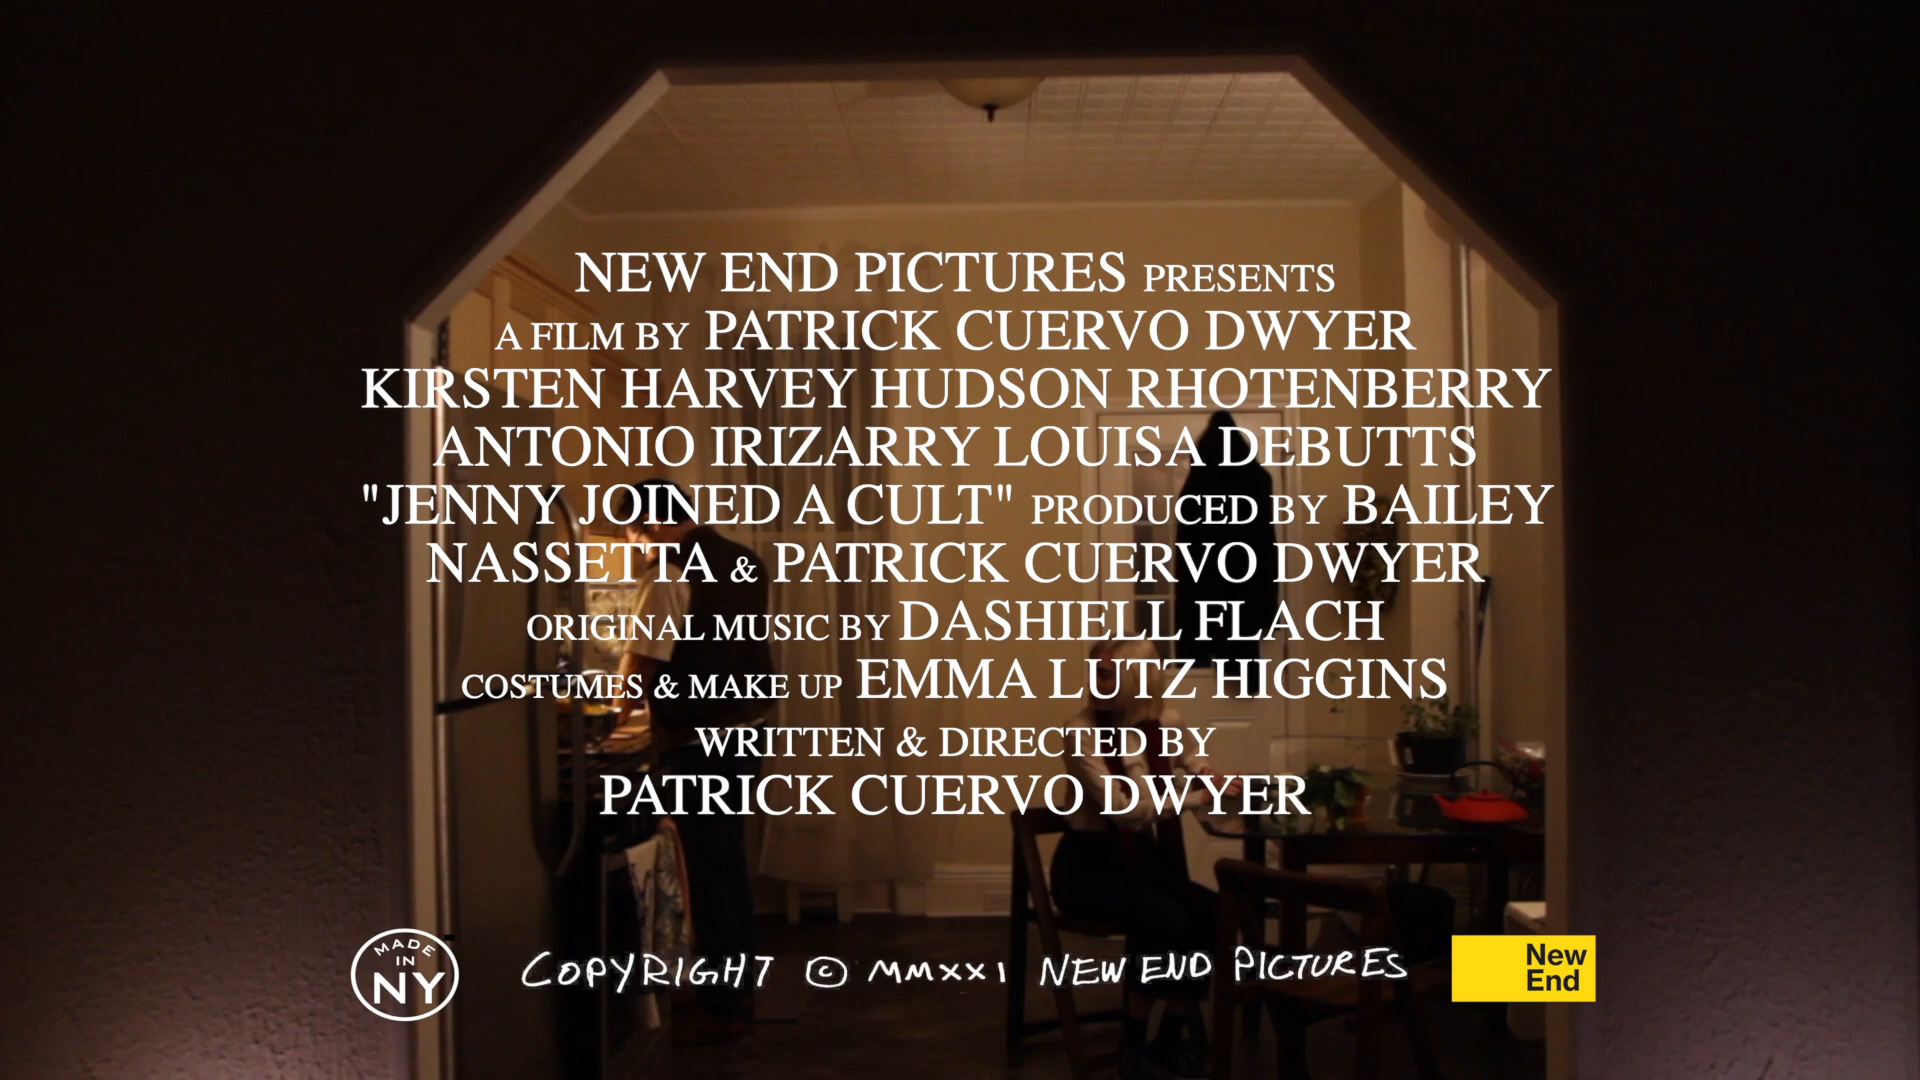 NEW END PICTURES PRESENTS
A FILM BY PATRICK CUERVO DWYER
KIRSTEN HARVEY HUDSON RHOTENBERRY
ANTONIO IRIZARRY LOUISA DEBUTTS
"JENNY JOINED A CULT" PRODUCED BY BAILEY
NASSETTA & PATRICK CUERVO DWYER
ORIGINAL MUSIC BY DASHIELL FLACH
COSTUMES & MAKE UP EMMA LUTZ HIGGINS
WRITTEN & DIRECTED BY
PATRICK CUERVO DWYER
MADE
IN
NY
COPYRIGHT © MMXXI NEW END PICTURES
New
End